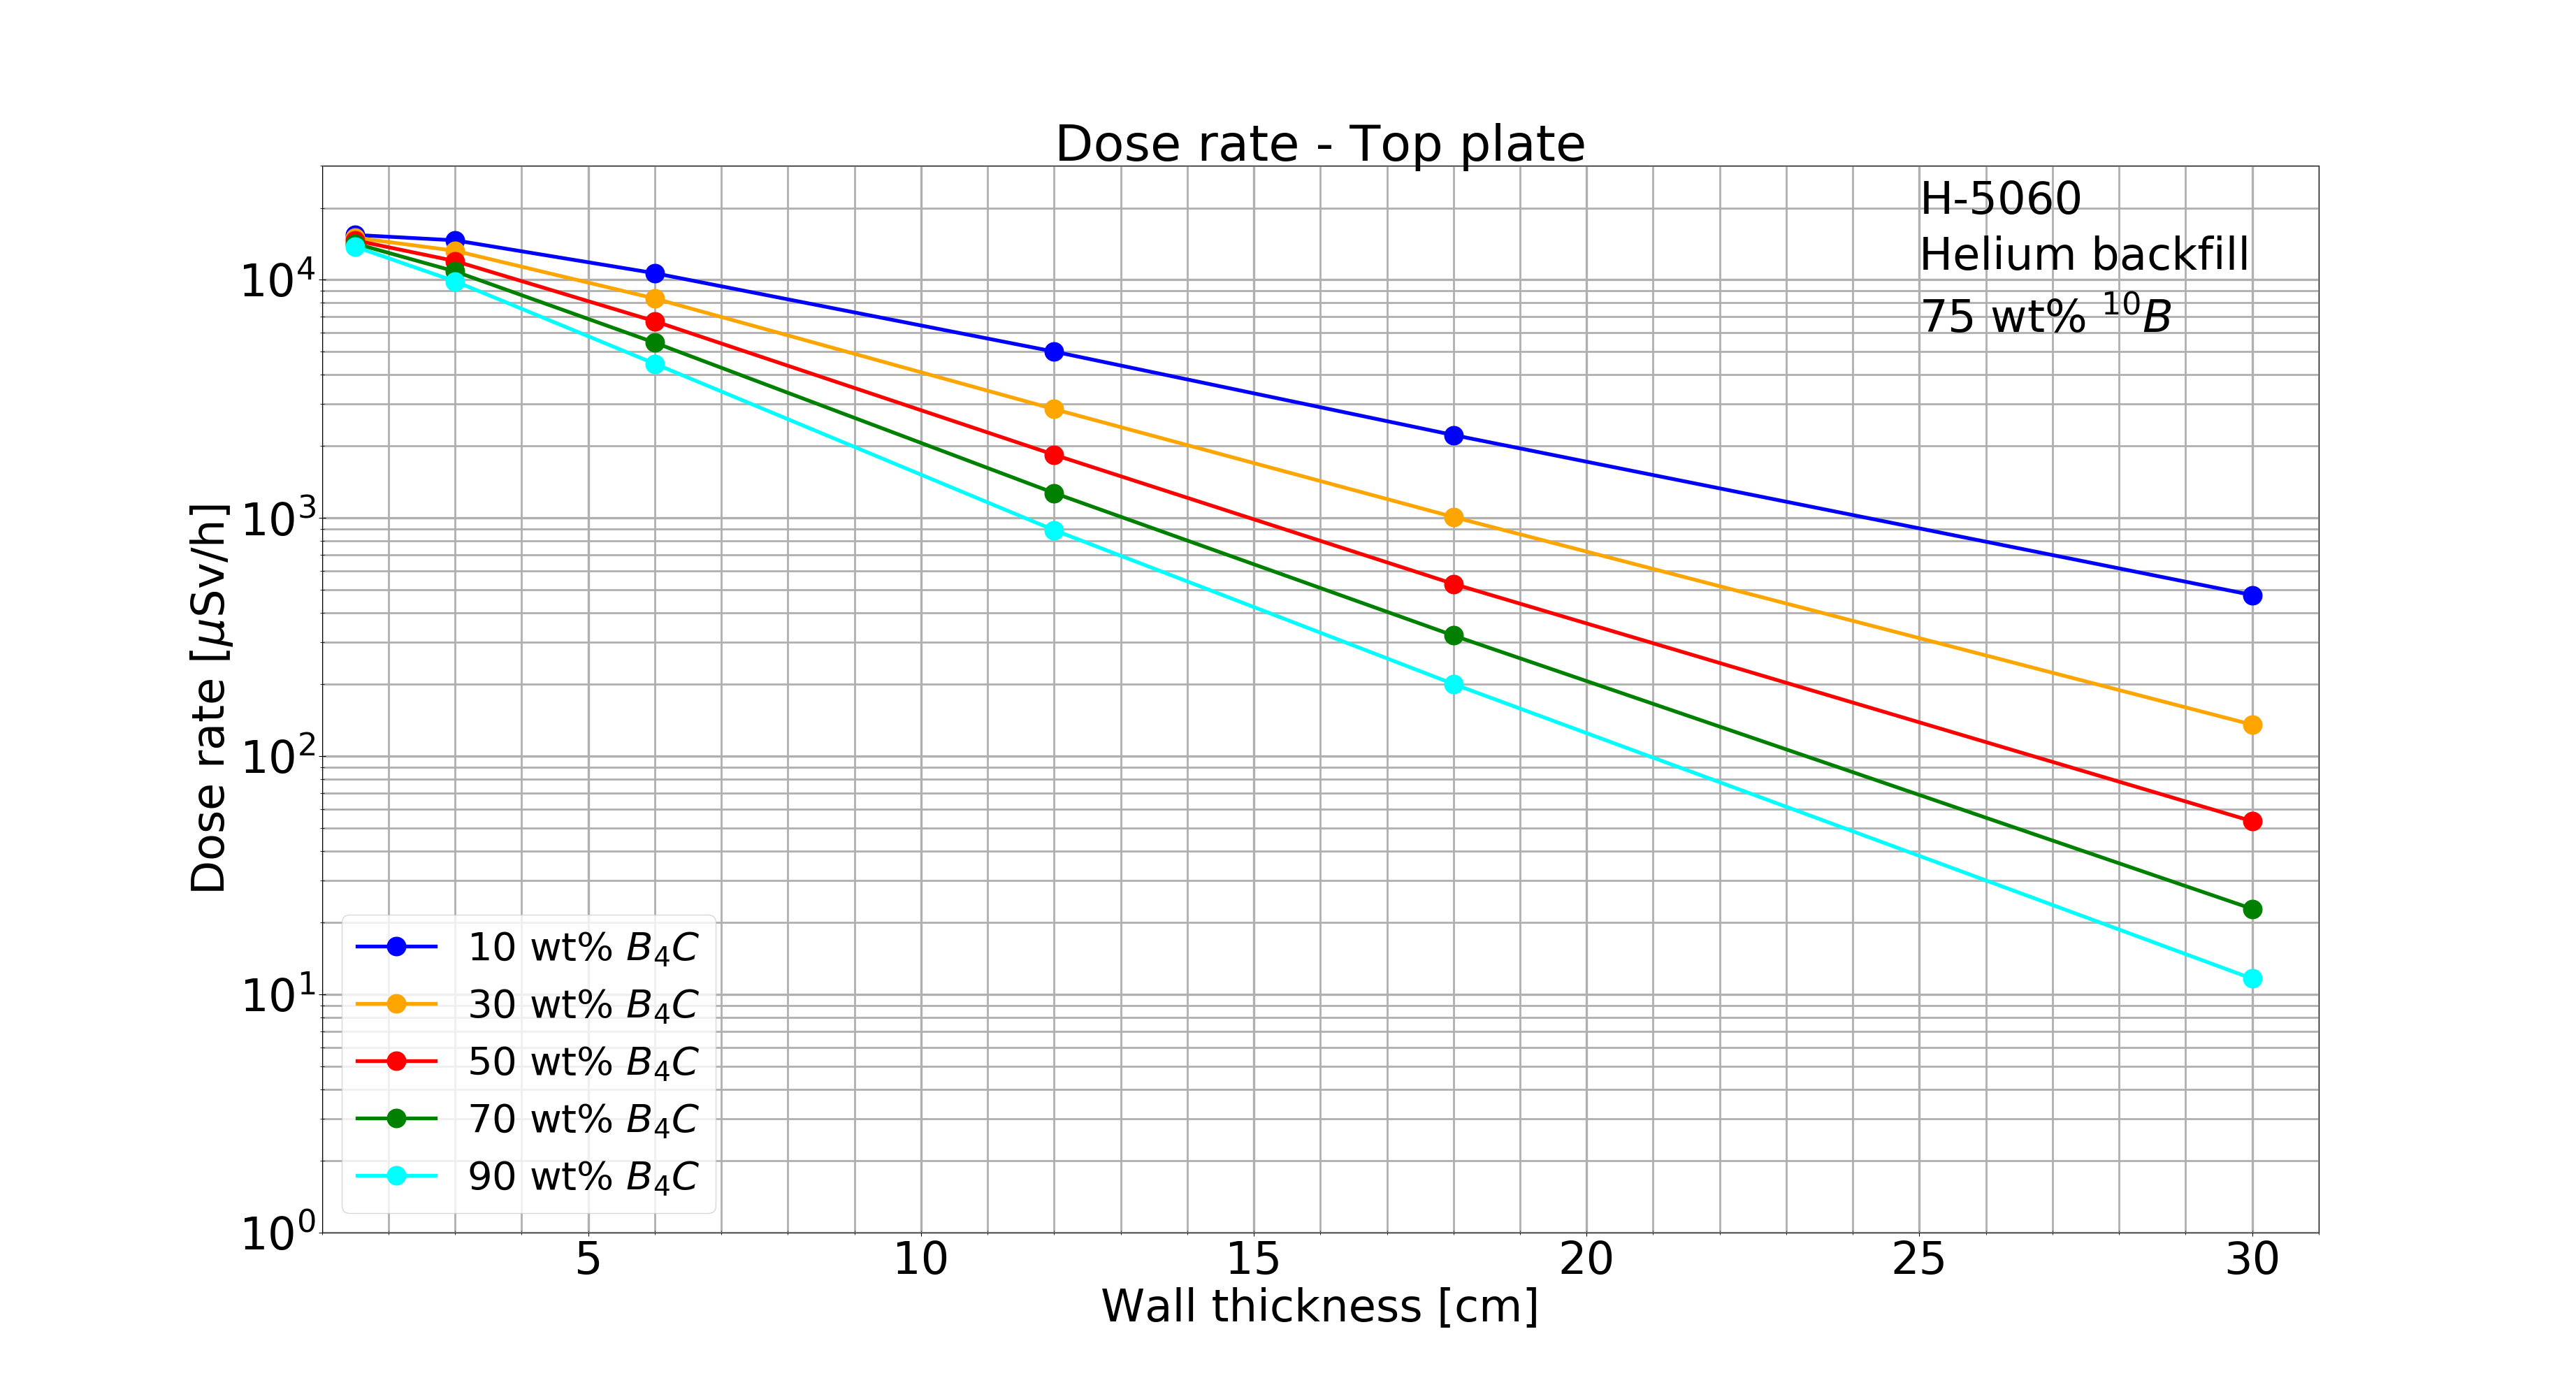 Dose rate - Top plate
H-5060
Helium backfill
75 wt% ¹⁰B
Dose rate [μSv/h]
10⁴
10³
10²
10¹
10⁰
10 wt% B₄C
30 wt% B₄C
50 wt% B₄C
70 wt% B₄C
90 wt% B₄C
5 10 15 20 25 30
Wall thickness [cm]